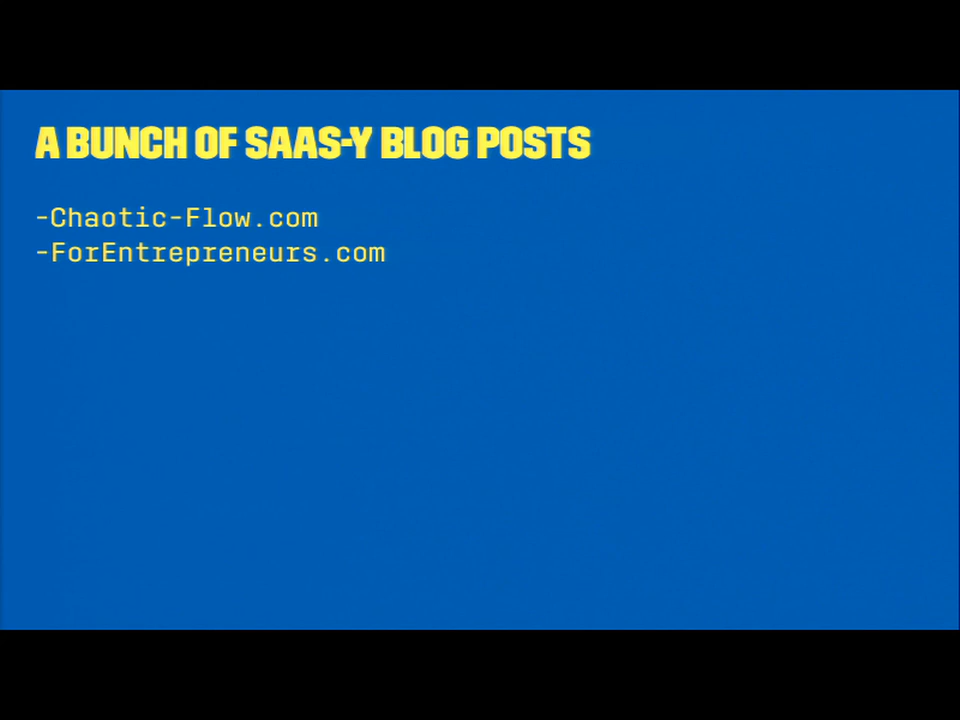 A BUNCH OF SAAS-Y BLOG POSTS
-Chaotic-Flow.com
-ForEntrepreneurs.com